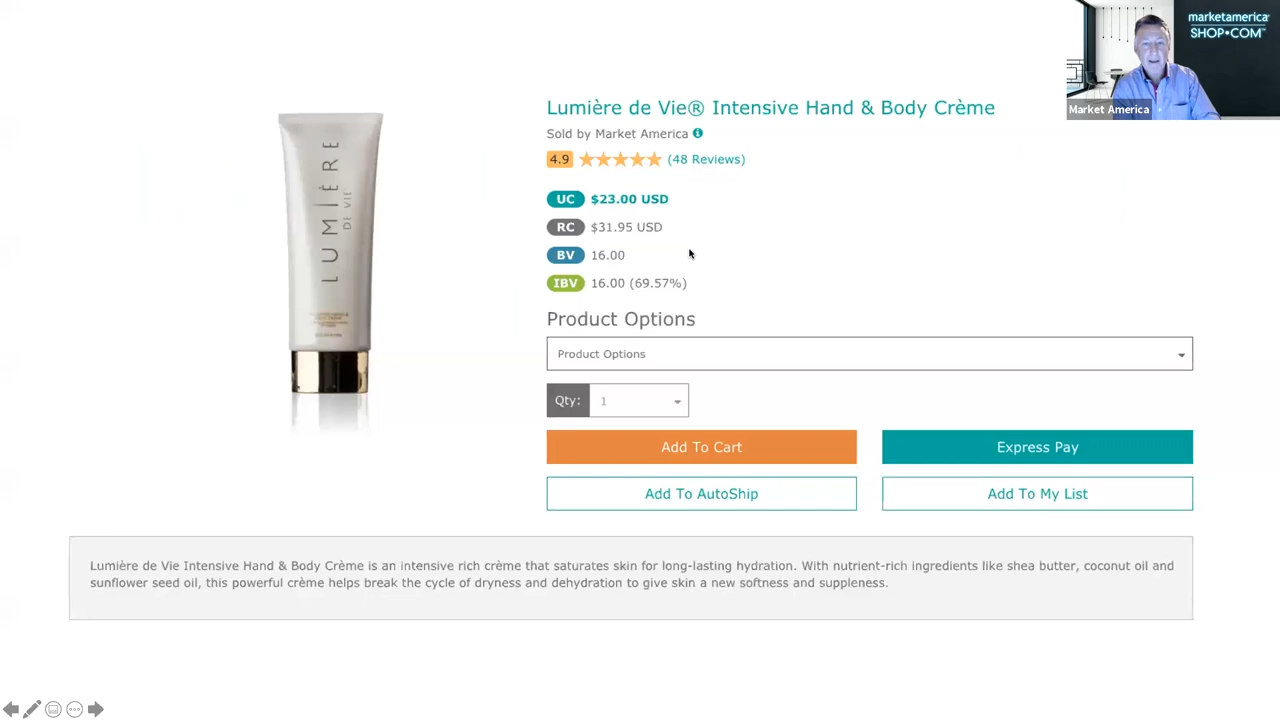 marketamerica
SHOP•COM™
Market America
Lumière de Vie® Intensive Hand & Body Crème
Sold by Market America
4.9 (48 Reviews)
UC $23.00 USD
RC $31.95 USD
BV 16.00
IBV 16.00 (69.57%)
Product Options
Product Options
Qty: 1
Add To Cart
Express Pay
Add To AutoShip
Add To My List
LUMIÈRE
DE VIE
Lumière de Vie Intensive Hand & Body Crème is an intensive rich crème that saturates skin for long-lasting hydration. With nutrient-rich ingredients like shea butter, coconut oil and
sunflower seed oil, this powerful crème helps break the cycle of dryness and dehydration to give skin a new softness and suppleness.